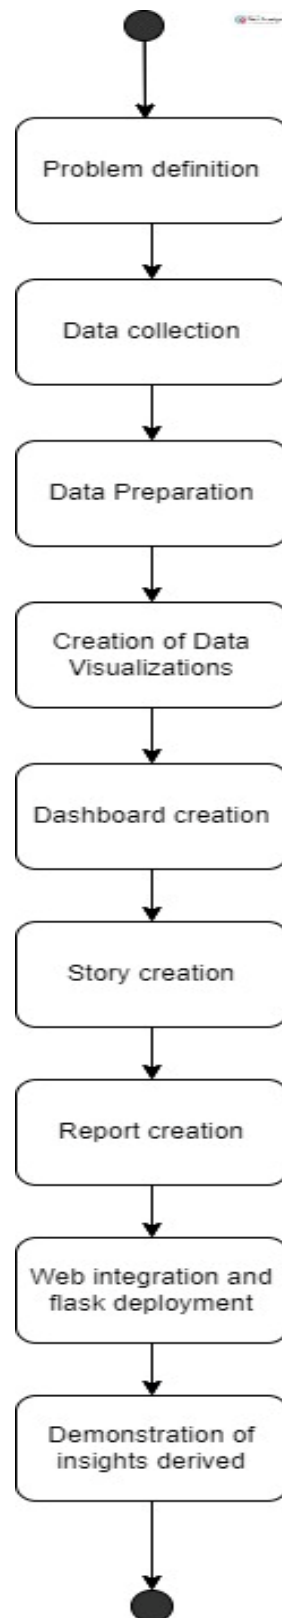 Problem definition
Data collection
Data Preparation
Creation of Data
Visualizations
Dashboard creation
Story creation
Report creation
Web integration and
flask deployment
Demonstration of
insights derived